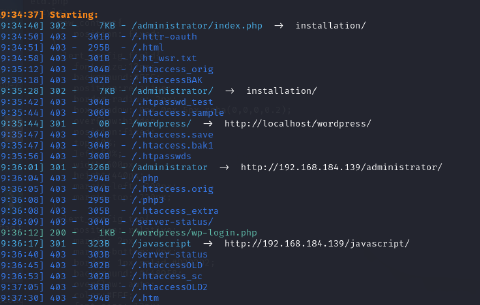 9:34:37] Starting:
9:34:40] 302 - 7KB - /administrator/index.php → installation/
9:34:50] 403 - 301B - /.httr-oauth
9:34:51] 403 - 295B - /.html
9:34:58] 403 - 301B - /.ht_wsr.txt
9:35:12] 403 - 304B - /.htaccess_orig
9:35:18] 403 - 302B - /.htaccessBAK
9:35:28] 302 - 7KB - /administrator/ → installation/
9:35:42] 403 - 304B - /.htpasswd_test
9:35:44] 403 - 306B - /.htaccess.sample
9:35:44] 301 - 0B - /wordpress/ → http://localhost/wordpress/
9:35:47] 403 - 304B - /.htaccess.save
9:35:47] 403 - 304B - /.htaccess.bak1
9:35:56] 403 - 300B - /.htpasswds
9:36:01] 301 - 326B - /administrator → http://192.168.184.139/administrator/
9:36:04] 403 - 294B - /.php
9:36:05] 403 - 304B - /.htaccess.orig
9:36:08] 403 - 295B - /.php3
9:36:08] 403 - 305B - /.htaccess_extra
9:36:09] 403 - 304B - /server-status/
9:36:12] 200 - 1KB - /wordpress/wp-login.php
9:36:17] 301 - 323B - /javascript → http://192.168.184.139/javascript/
9:36:40] 403 - 303B - /server-status
9:36:45] 403 - 302B - /.htaccessOLD
9:36:53] 403 - 302B - /.htaccess_sc
9:37:05] 403 - 303B - /.htaccessOLD2
9:37:30] 403 - 294B - /.htm